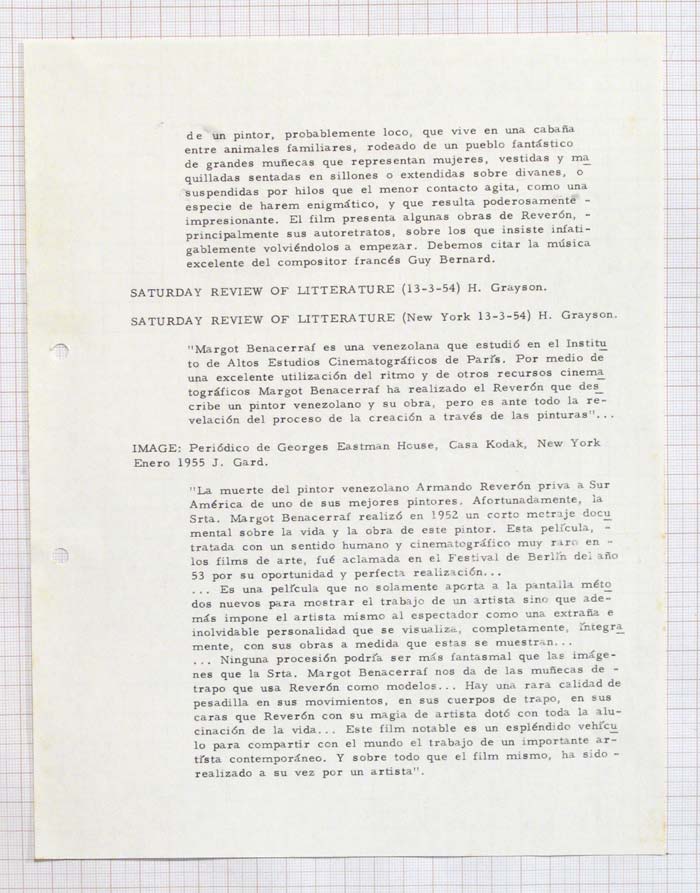 de un pintor, probablemente loco, que vive en una cabaña
entre animales familiares, rodeado de un pueblo fantástico
de grandes muñecas que representan mujeres, vestidas y ma
quilladas sentadas en sillones o extendidas sobre divanes, o
suspendidas por hilos que el menor contacto agita, como una
especie de harem enigmático, y que resulta poderosamente -
impresionante. El film presenta algunas obras de Reverón, -
principalmente sus autoretratos, sobre los que insiste infati-
gablemente volviéndolos a empezar. Debemos citar la música
excelente del compositor francés Guy Bernard.
SATURDAY REVIEW OF LITTERATURE (13-3-54) H. Grayson.
SATURDAY REVIEW OF LITTERATURE (New York 13-3-54) H. Grayson.
"Margot Benacerraf es una venezolana que estudió en el Institu
to de Altos Estudios Cinematográficos de París. Por medio de
una excelente utilización del ritmo y de otros recursos cinema
tográficos Margot Benacerraf ha realizado el Reverón que des
cribe un pintor venezolano y su obra, pero es ante todo la re-
velación del proceso de la creación a través de las pinturas"...
IMAGE: Periódico de Georges Eastman House, Casa Kodak, New York
Enero 1955 J. Gard.
"La muerte del pintor venezolano Armando Reverón priva a Sur
América de uno de sus mejores pintores. Afortunadamente, la
Srta. Margot Benacerraf realizó en 1952 un corto metraje docu
mental sobre la vida y la obra de este pintor. Esta película, -
tratada con un sentido humano y cinematográfico muy raro en -
los films de arte, fué aclamada en el Festival de Berlín del año
53 por su oportunidad y perfecta realización...
... Es una película que no solamente aporta a la pantalla méto
dos nuevos para mostrar el trabajo de un artista sino que ade-
más impone el artista mismo al espectador como una extraña e
inolvidable personalidad que se visualiza, completamente, íntegra
mente, con sus obras a medida que estas se muestran...
... Ninguna procesión podría ser más fantasmal que las imáge-
nes que la Srta. Margot Benacerraf nos da de las muñecas de -
trapo que usa Reverón como modelos... Hay una rara calidad de
pesadilla en sus movimientos, en sus cuerpos de trapo, en sus
caras que Reverón con su magia de artista dotó con toda la alu-
cinación de la vida... Este film notable es un espléndido vehícu
lo para compartir con el mundo el trabajo de un importante ar-
tista contemporáneo. Y sobre todo que el film mismo, ha sido -
realizado a su vez por un artista".